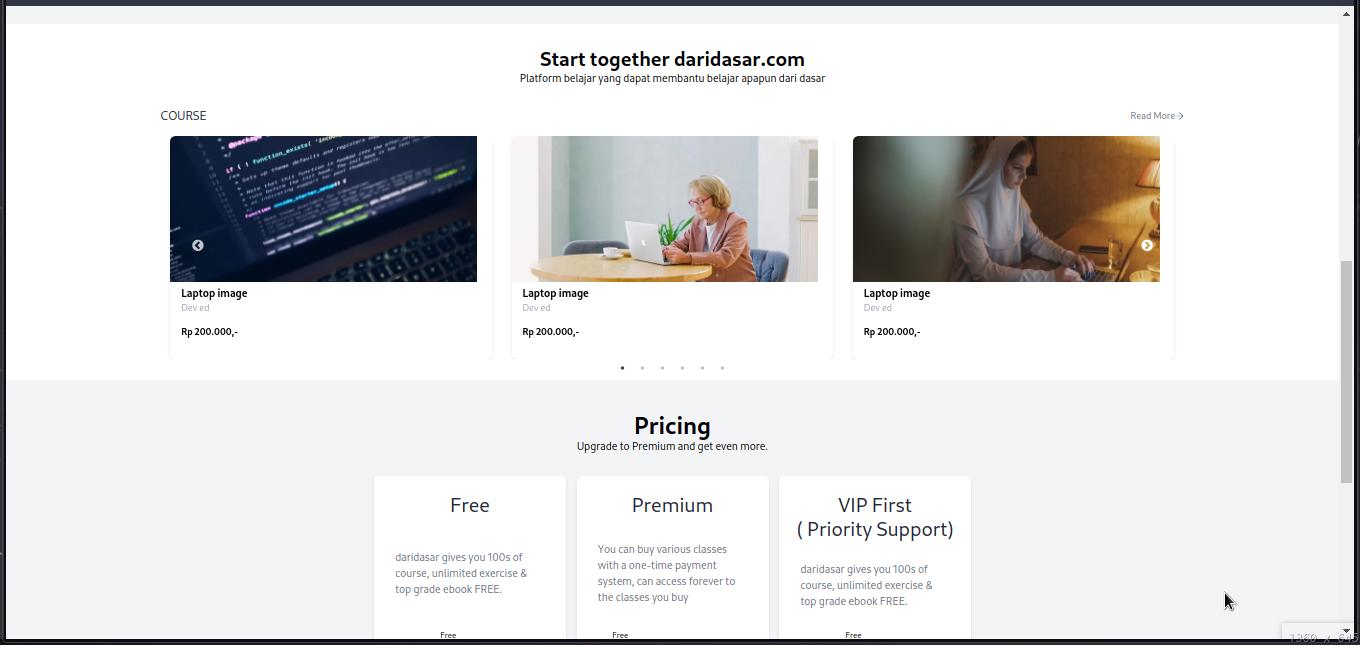 Start together daridasar.com
Platform belajar yang dapat membantu belajar apapun dari dasar
COURSE
Read More
Laptop image
Dev ed
Rp 200.000,-
Laptop image
Dev ed
Rp 200.000,-
Laptop image
Dev ed
Rp 200.000,-
Pricing
Upgrade to Premium and get even more.
Free
daridasar gives you 100s of
course, unlimited exercise &
top grade ebook FREE.
Free
Premium
You can buy various classes
with a one-time payment
system, can access forever to
the classes you buy
Free
VIP First
( Priority Support)
daridasar gives you 100s of
course, unlimited exercise &
top grade ebook FREE.
Free
1360 x 645